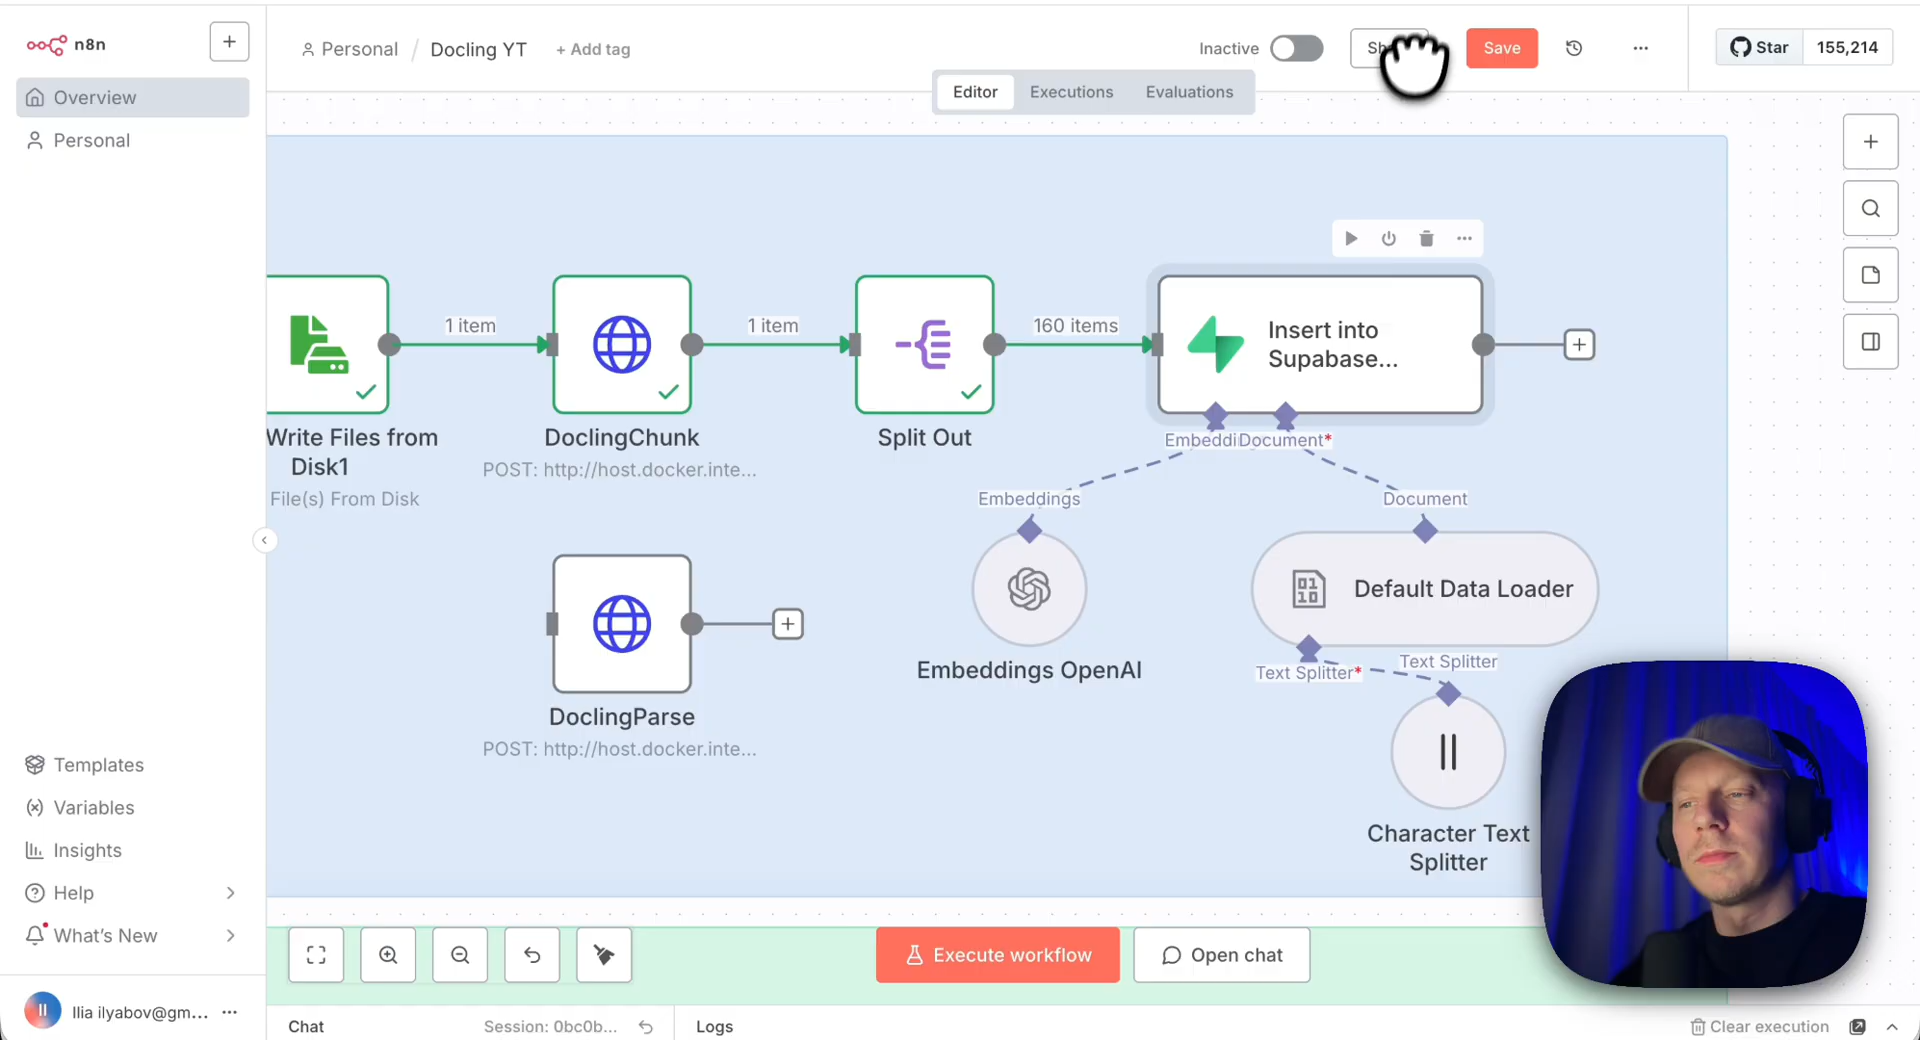 n8n
Personal / Docling YT + Add tag
Inactive
Save
Star 155,214
Editor Executions Evaluations
Overview
Personal
1 item
1 item
160 items
Insert into
Supabase...
Write Files from
Disk1
File(s) From Disk
DoclingChunk
POST: http://host.docker.inte...
Split Out
Document*
Embeddings
Document
Default Data Loader
Embeddings OpenAI
Text Splitter*
Text Splitter
DoclingParse
POST: http://host.docker.inte...
Character Text
Splitter
Templates
Variables
Insights
Help
What's New
Execute workflow
Open chat
Ilia ilyabov@gm...
Chat
Session: 0bc0b...
Logs
Clear execution